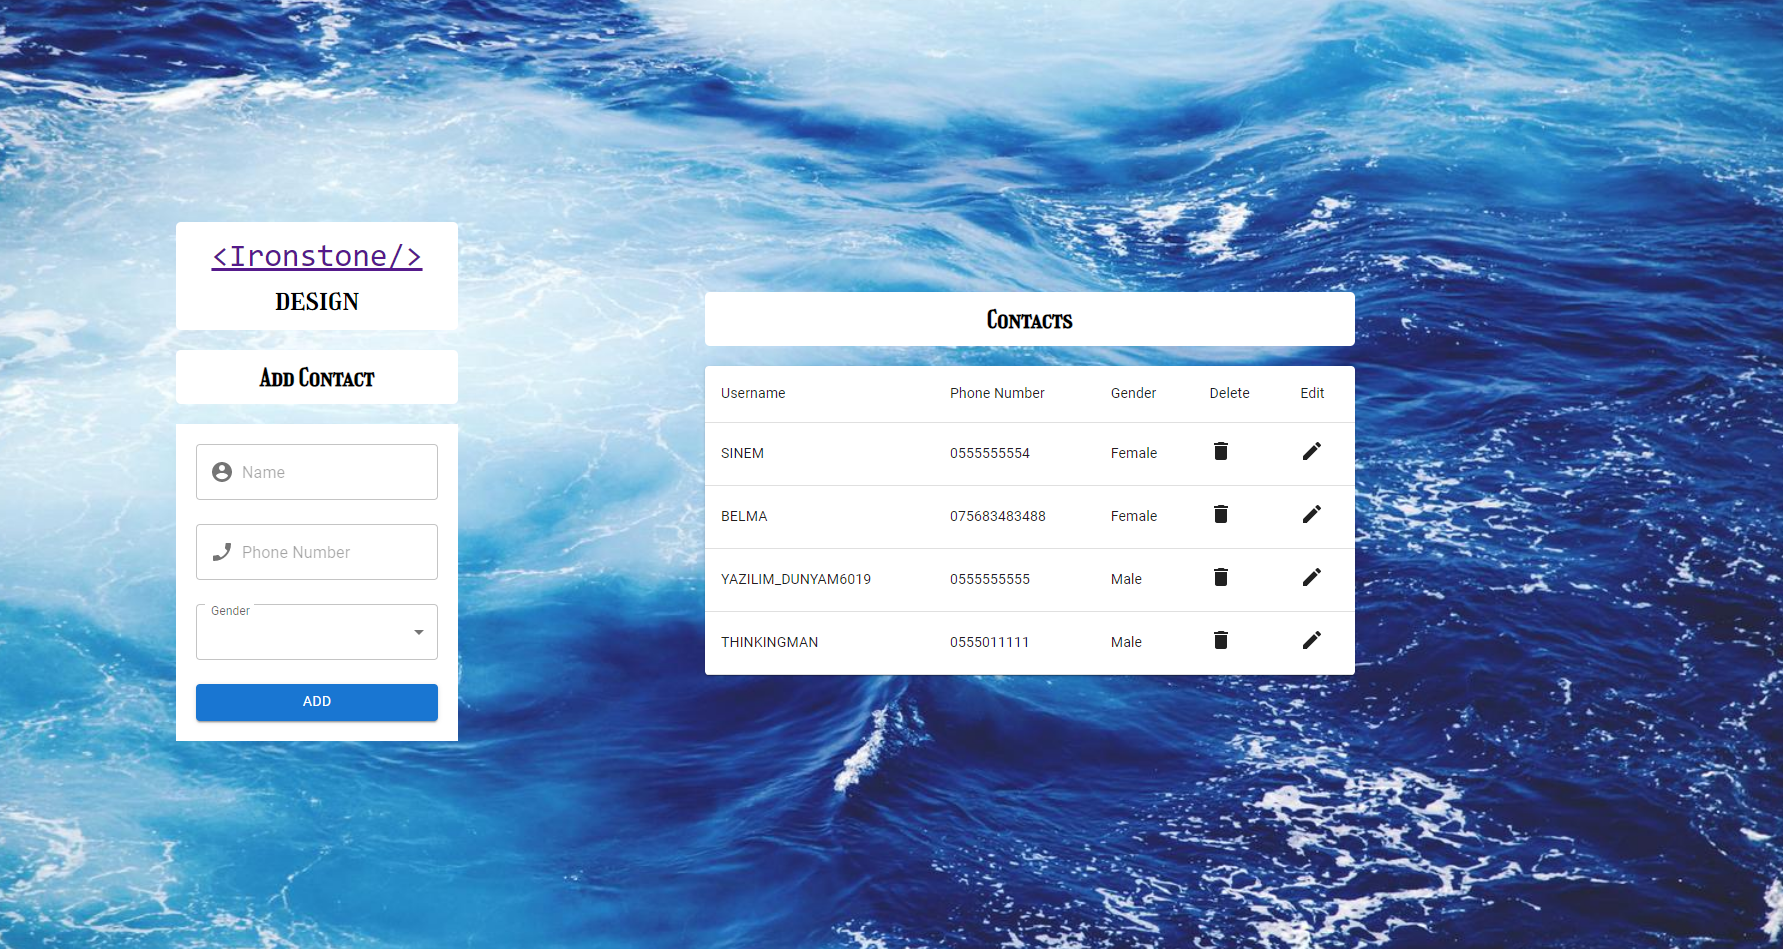 <Ironstone/>
DESIGN
Add Contact
Name
Phone Number
Gender
ADD
Contacts
Username Phone Number Gender Delete Edit
SINEM 0555555554 Female
BELMA 075683483488 Female
YAZILIM_DUNYAM6019 0555555555 Male
THINKINGMAN 0555011111 Male